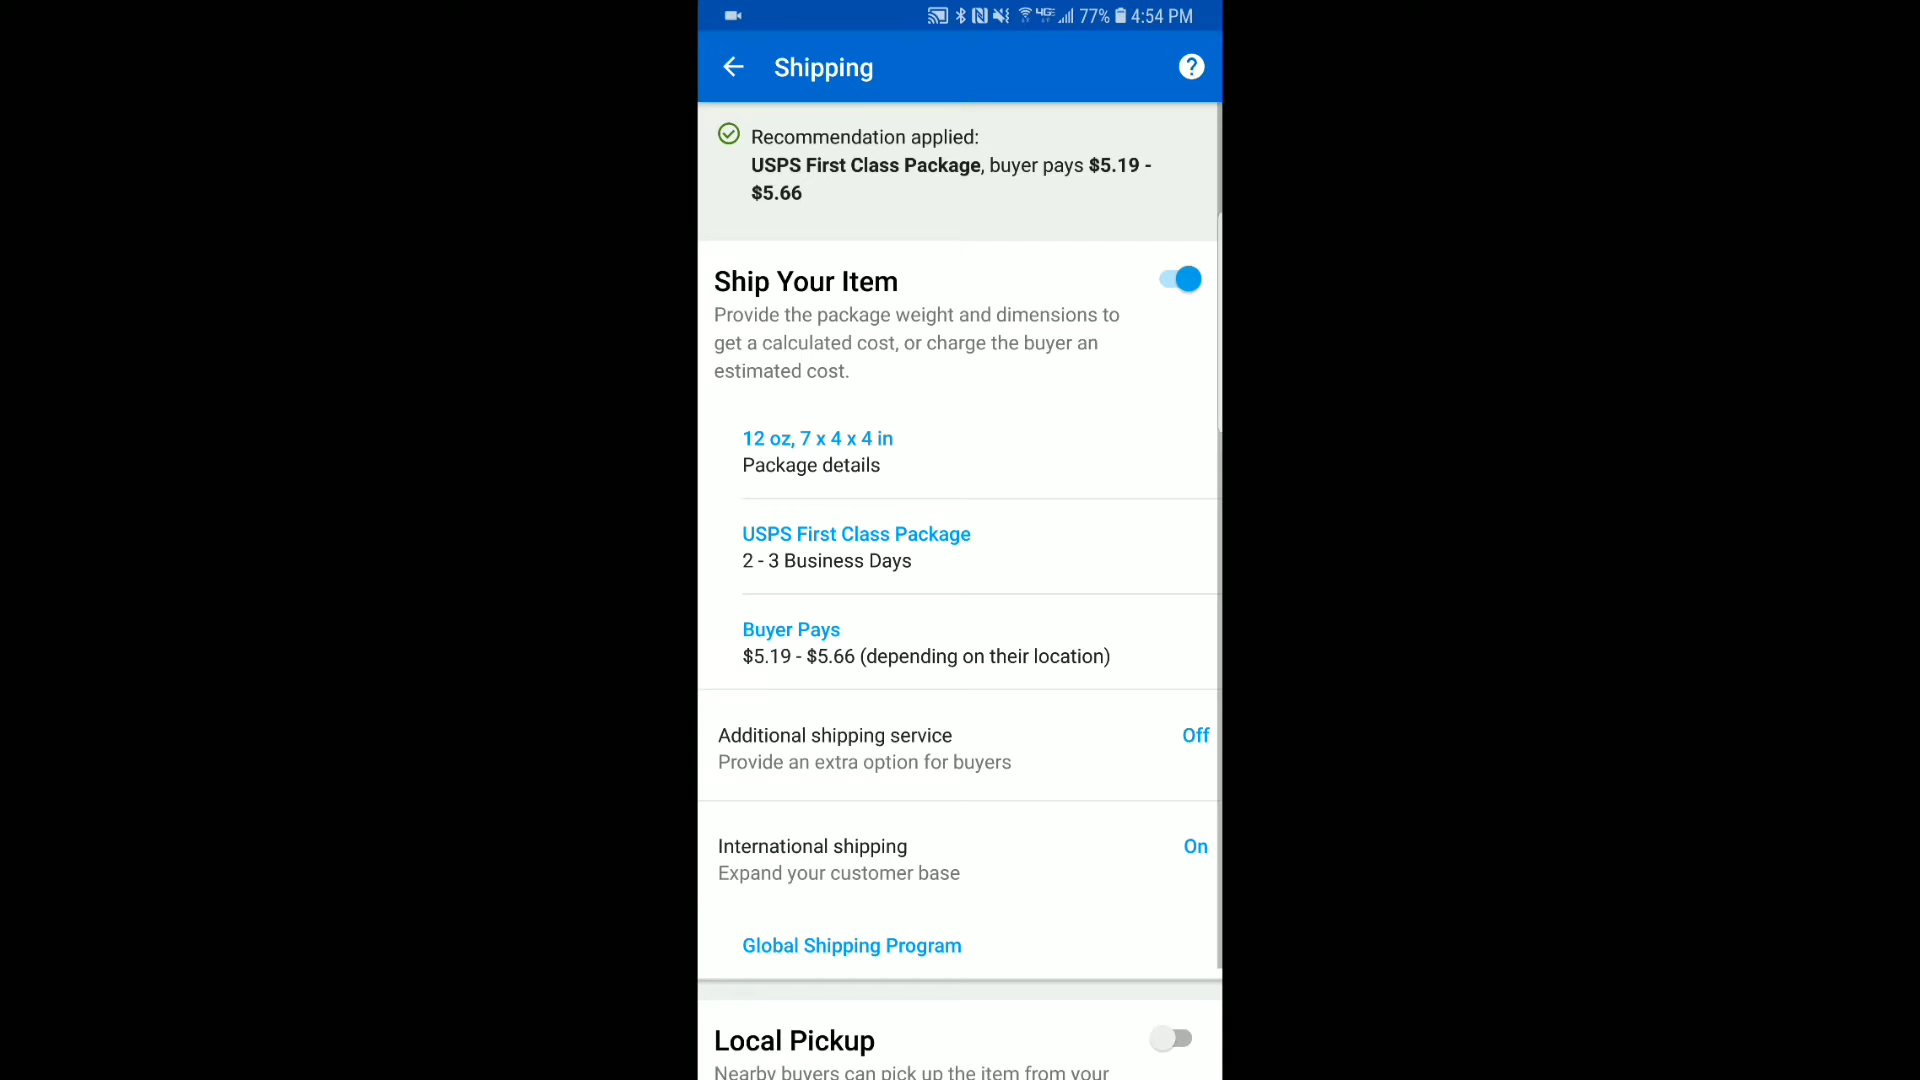 77% 4:54 PM
Shipping
Recommendation applied:
USPS First Class Package, buyer pays $5.19 -
$5.66
Ship Your Item
Provide the package weight and dimensions to
get a calculated cost, or charge the buyer an
estimated cost.
12 oz, 7 x 4 x 4 in
Package details
USPS First Class Package
2 - 3 Business Days
Buyer Pays
$5.19 - $5.66 (depending on their location)
Additional shipping service Off
Provide an extra option for buyers
International shipping On
Expand your customer base
Global Shipping Program
Local Pickup
Nearby buyers can pick up the item from your